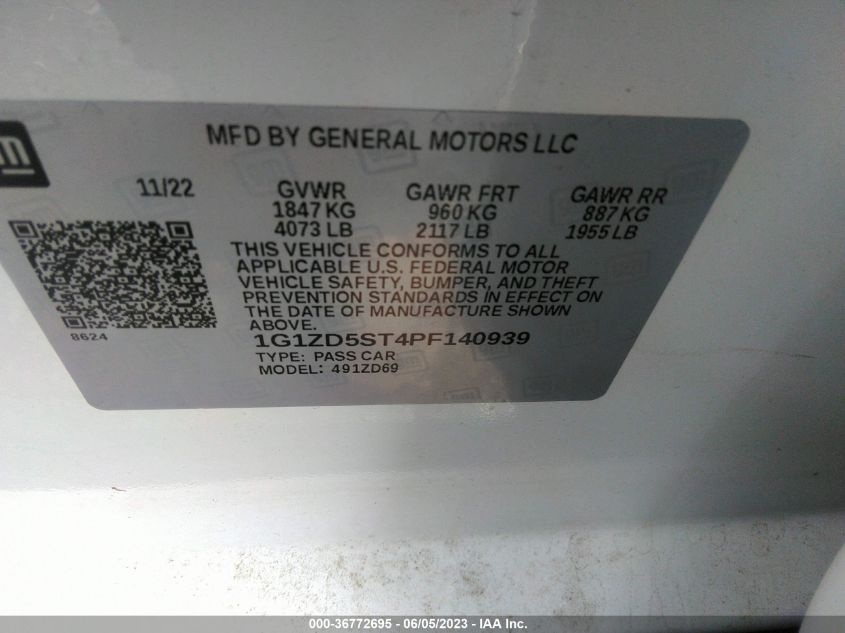 MFD BY GENERAL MOTORS LLC
11/22
GVWR
1847 KG
4073 LB
GAWR FRT
960 KG
2117 LB
GAWR RR
887 KG
1955 LB
THIS VEHICLE CONFORMS TO ALL
APPLICABLE U.S. FEDERAL MOTOR
VEHICLE SAFETY, BUMPER, AND THEFT
PREVENTION STANDARDS IN EFFECT ON
THE DATE OF MANUFACTURE SHOWN
ABOVE.
8624
1G1ZD5ST4PF140939
TYPE: PASS CAR
MODEL: 491ZD69
000-36772695 - 06/05/2023 - IAA Inc.